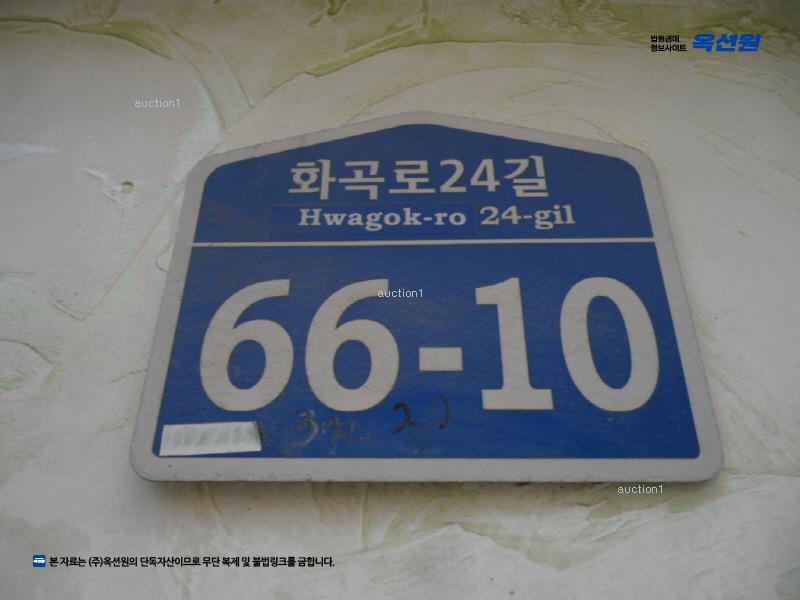 법원경매
정보사이트 옥션원
auction1
화곡로24길
Hwagok-ro 24-gil
auction1
66-10
auction1
본 자료는 (주)옥션원의 단독자산이므로 무단 복제 및 불법링크를 금합니다.